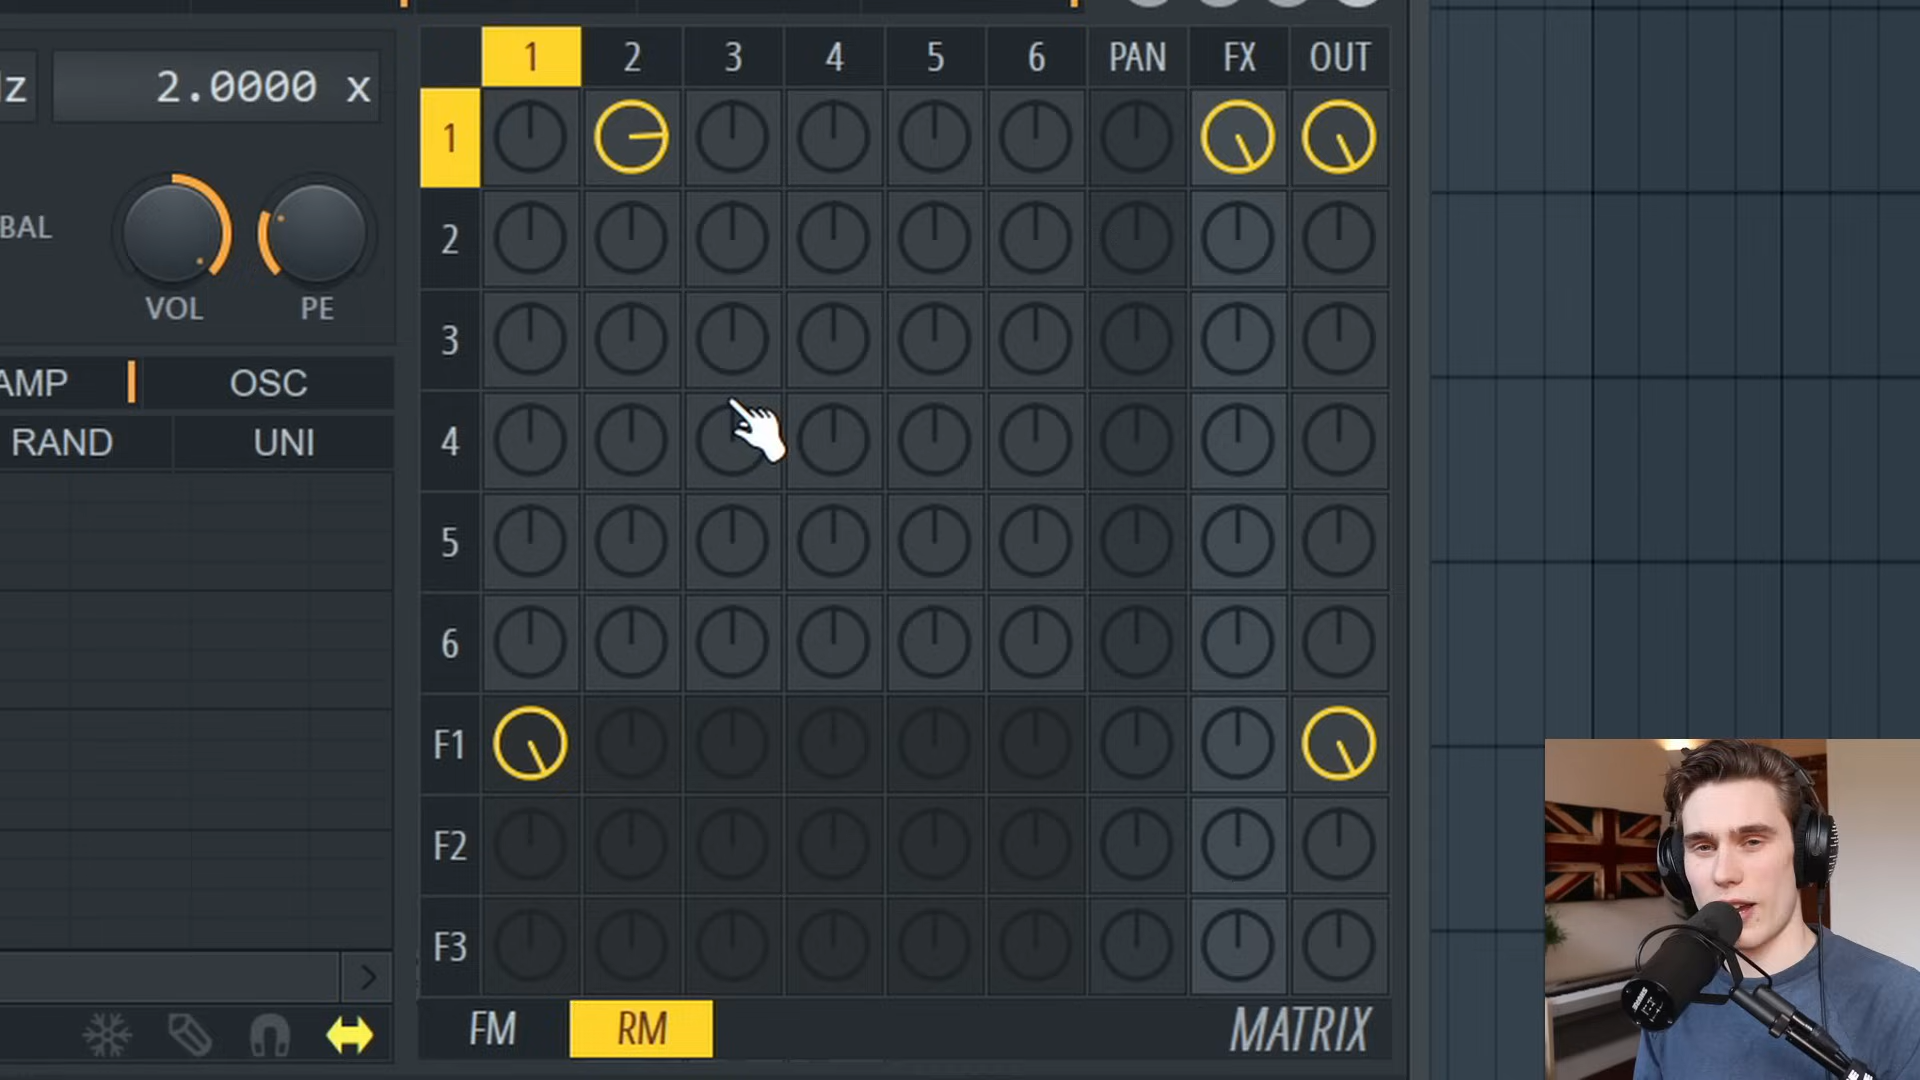 1 2 3 4 5 6 PAN FX OUT
z 2.0000 x
1
BAL
2
VOL PE
3
AMP OSC
RAND UNI
4
5
6
F1
F2
F3
FM RM MATRIX